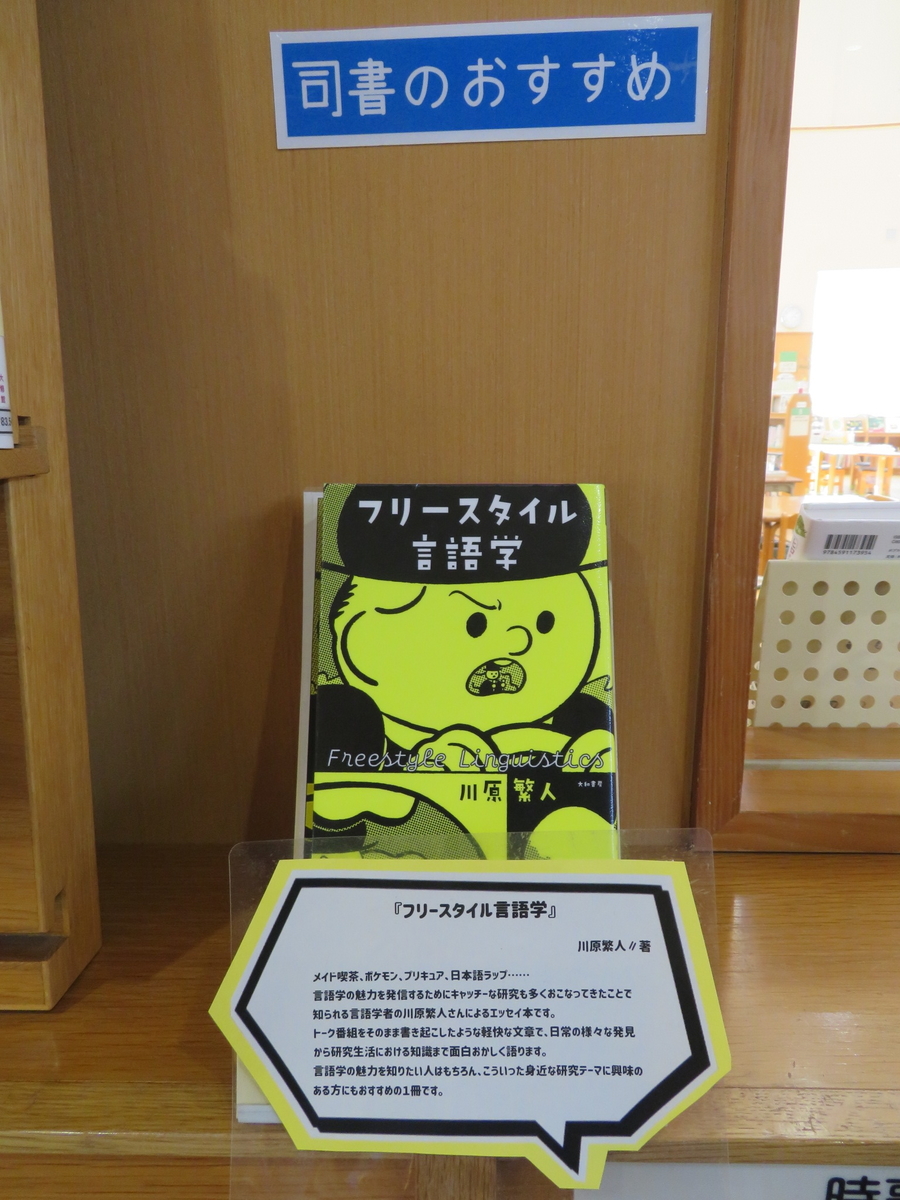 司書のおすすめ
フリースタイル
言語学
Freestyle Linguistics
川原繁人
大和書房
『フリースタイル言語学』
川原繁人//著
メイド喫茶、ポケモン、プリキュア、日本語ラップ……
言語学の魅力を発信するためにキャッチーな研究も多くおこなってきたことで
知られる言語学者の川原繁人さんによるエッセイ本です。
トーク番組をそのまま書き起こしたような軽快な文章で、日常の様々な発見
から研究生活における知識まで面白おかしく語ります。
言語学の魅力を知りたい人はもちろん、こういった身近な研究テーマに興味の
ある方にもおすすめの1冊です。
9784591173954